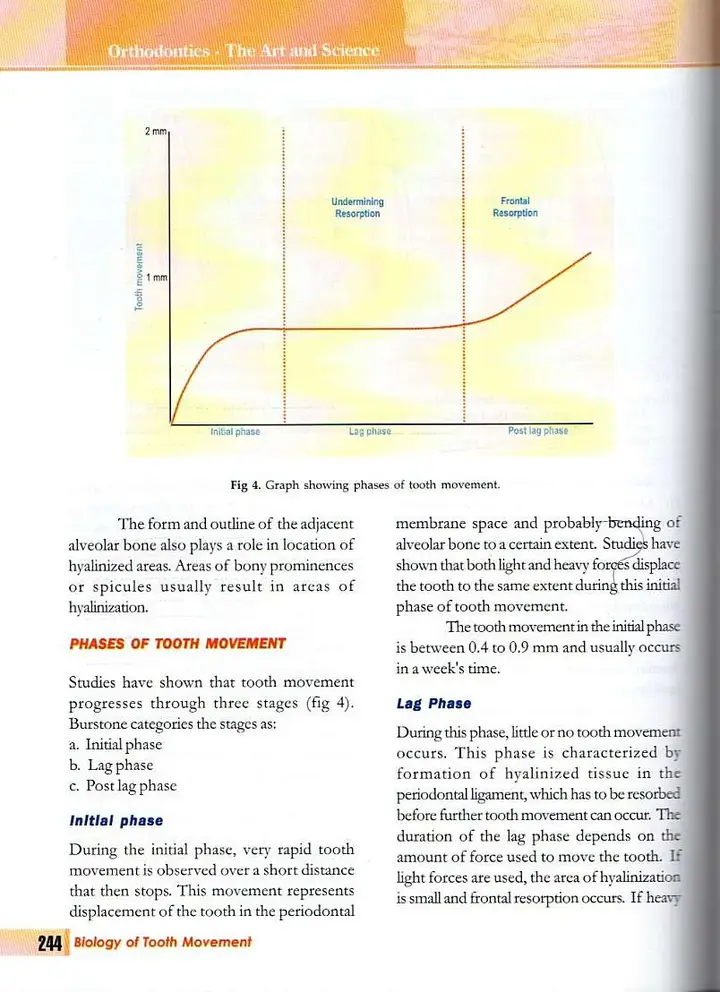 Orthodontics - The Art and Science
2 mm
Undermining
Resorption
Frontal
Resorption
Tooth movement
1 mm
Initial phase
Lag phase
Post lag phase
Fig 4. Graph showing phases of tooth movement.
The form and outline of the adjacent
alveolar bone also plays a role in location of
hyalinized areas. Areas of bony prominences
or spicules usually result in areas of
hyalinization.
PHASES OF TOOTH MOVEMENT
Studies have shown that tooth movement
progresses through three stages (fig 4).
Burstone categories the stages as:
a. Initial phase
b. Lag phase
c. Post lag phase
Initial phase
During the initial phase, very rapid tooth
movement is observed over a short distance
that then stops. This movement represents
displacement of the tooth in the periodontal
membrane space and probably bending of
alveolar bone to a certain extent. Studies have
shown that both light and heavy forces displace
the tooth to the same extent during this initial
phase of tooth movement.
The tooth movement in the initial phase
is between 0.4 to 0.9 mm and usually occurs
in a week's time.
Lag Phase
During this phase, little or no tooth movement
occurs. This phase is characterized by
formation of hyalinized tissue in the
periodontal ligament, which has to be resorbed
before further tooth movement can occur. The
duration of the lag phase depends on the
amount of force used to move the tooth. If
light forces are used, the area of hyalinization
is small and frontal resorption occurs. If heavy
244 Biology of Tooth Movement